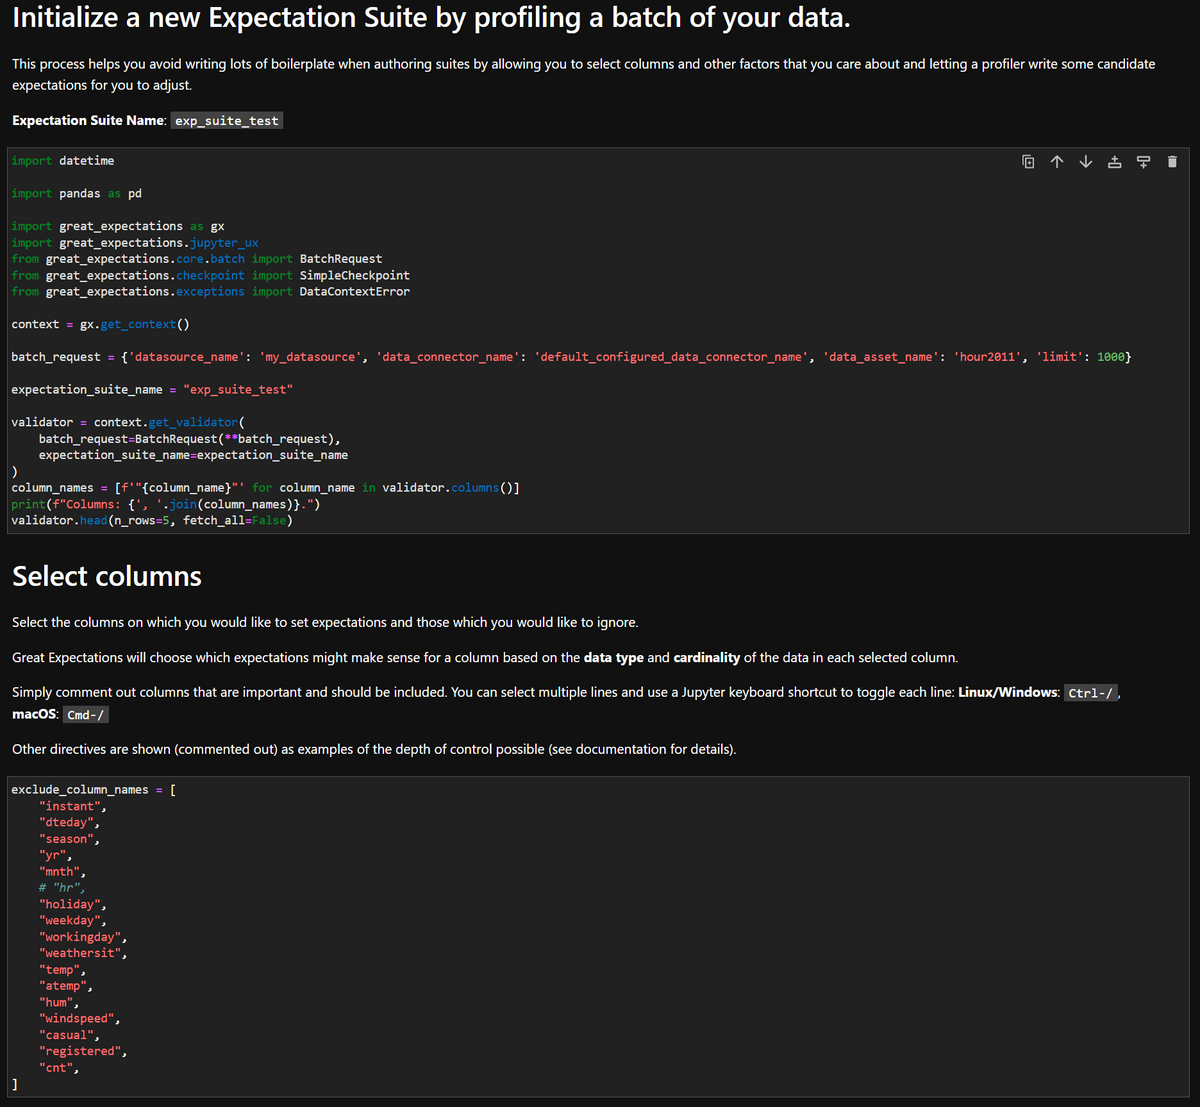 Initialize a new Expectation Suite by profiling a batch of your data.
This process helps you avoid writing lots of boilerplate when authoring suites by allowing you to select columns and other factors that you care about and letting a profiler write some candidate
expectations for you to adjust.
Expectation Suite Name: exp_suite_test
import datetime
import pandas as pd
import great_expectations as gx
import great_expectations.jupyter_ux
from great_expectations.core.batch import BatchRequest
from great_expectations.checkpoint import SimpleCheckpoint
from great_expectations.exceptions import DataContextError
context = gx.get_context()
batch_request = {'datasource_name': 'my_datasource', 'data_connector_name': 'default_configured_data_connector_name', 'data_asset_name': 'hour2011', 'limit': 1000}
expectation_suite_name = "exp_suite_test"
validator = context.get_validator(
    batch_request=BatchRequest(**batch_request),
    expectation_suite_name=expectation_suite_name
)
column_names = [f'"{column_name}"' for column_name in validator.columns()]
print(f"Columns: {', '.join(column_names)}.")
validator.head(n_rows=5, fetch_all=False)
Select columns
Select the columns on which you would like to set expectations and those which you would like to ignore.
Great Expectations will choose which expectations might make sense for a column based on the data type and cardinality of the data in each selected column.
Simply comment out columns that are important and should be included. You can select multiple lines and use a Jupyter keyboard shortcut to toggle each line: Linux/Windows: Ctrl-/,
macOS: Cmd-/
Other directives are shown (commented out) as examples of the depth of control possible (see documentation for details).
exclude_column_names = [
    "instant",
    "dteday",
    "season",
    "yr",
    "mnth",
    # "hr",
    "holiday",
    "weekday",
    "workingday",
    "weathersit",
    "temp",
    "atemp",
    "hum",
    "windspeed",
    "casual",
    "registered",
    "cnt",
]